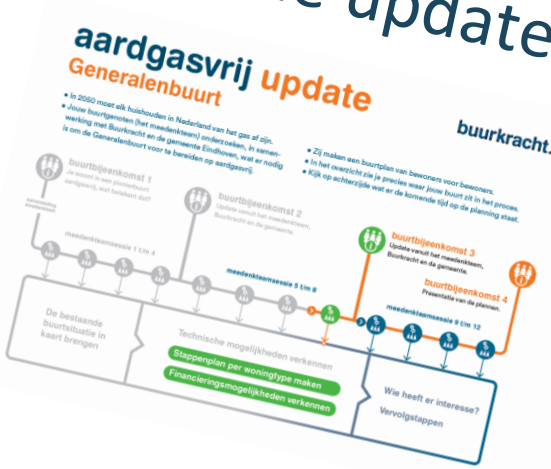 update
aardgasvrij update
Generalenbuurt
buurkracht.
• In 2050 moet elk huishouden in Nederland van het gas af zijn.
• Jouw buurtgenoten (het meedenkteam) onderzoeken, in samen-
werking met Buurkracht en de gemeente Eindhoven, wat er nodig
is om de Generalenbuurt voor te bereiden op aardgasvrij.
• Zij maken een buurtplan van bewoners voor bewoners.
• In het overzicht zie je precies waar jouw buurt zit in het proces.
• Kijk op achterzijde wat er de komende tijd op de planning staat.
buurtbijeenkomst 1
Je woont in een pioniersbuurt
aardgasvrij, wat betekent dat?
buurtbijeenkomst 2
Update vanuit het meedenkteam,
Buurkracht en de gemeente.
buurtbijeenkomst 3
Update vanuit het meedenkteam,
Buurkracht en de gemeente.
buurtbijeenkomst 4
Presentatie van de plannen.
meedenkteamsessie 1 t/m 4
meedenkteamsessie 5 t/m 8
meedenkteamsessie 9 t/m 12
De bestaande
buurtsituatie in
kaart brengen
Technische mogelijkheden verkennen
Stappenplan per woningtype maken
Financieringsmogelijkheden verkennen
Wie heeft er interesse?
Vervolgstappen